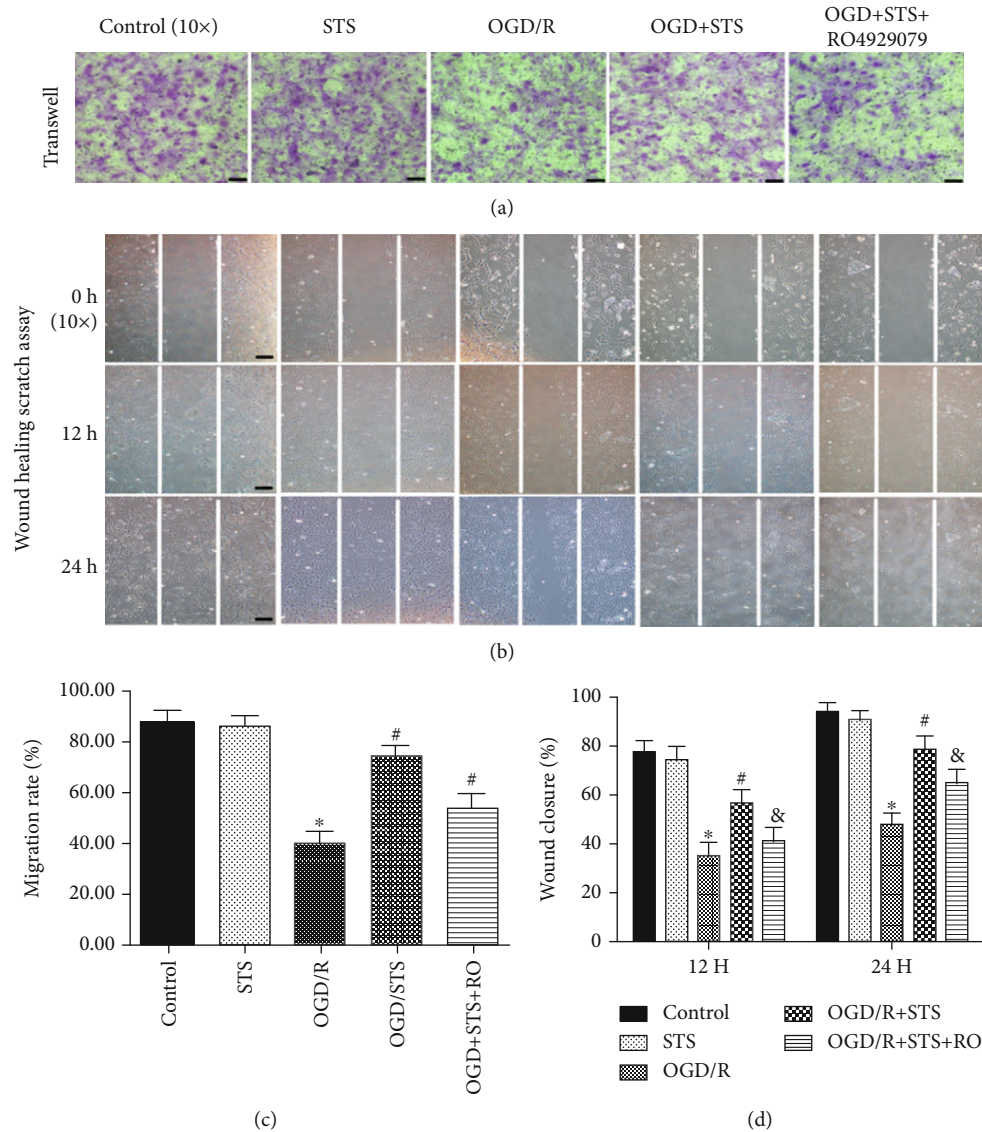 Control (10×)
STS
OGD/R
OGD+STS
OGD+STS+
RO4929079
Transwell
(a)
Wound healing scratch assay
0 h
(10×)
12 h
24 h
(b)
Migration rate (%)
100.00
80.00
60.00
40.00
20.00
0.00
*
#
#
Control
STS
OGD/R
OGD/STS
OGD+STS+RO
(c)
Wound closure (%)
100
80
60
40
20
0
*
#
&
*
#
&
12 H
24 H
Control
STS
OGD/R
OGD/R+STS
OGD/R+STS+RO
(d)